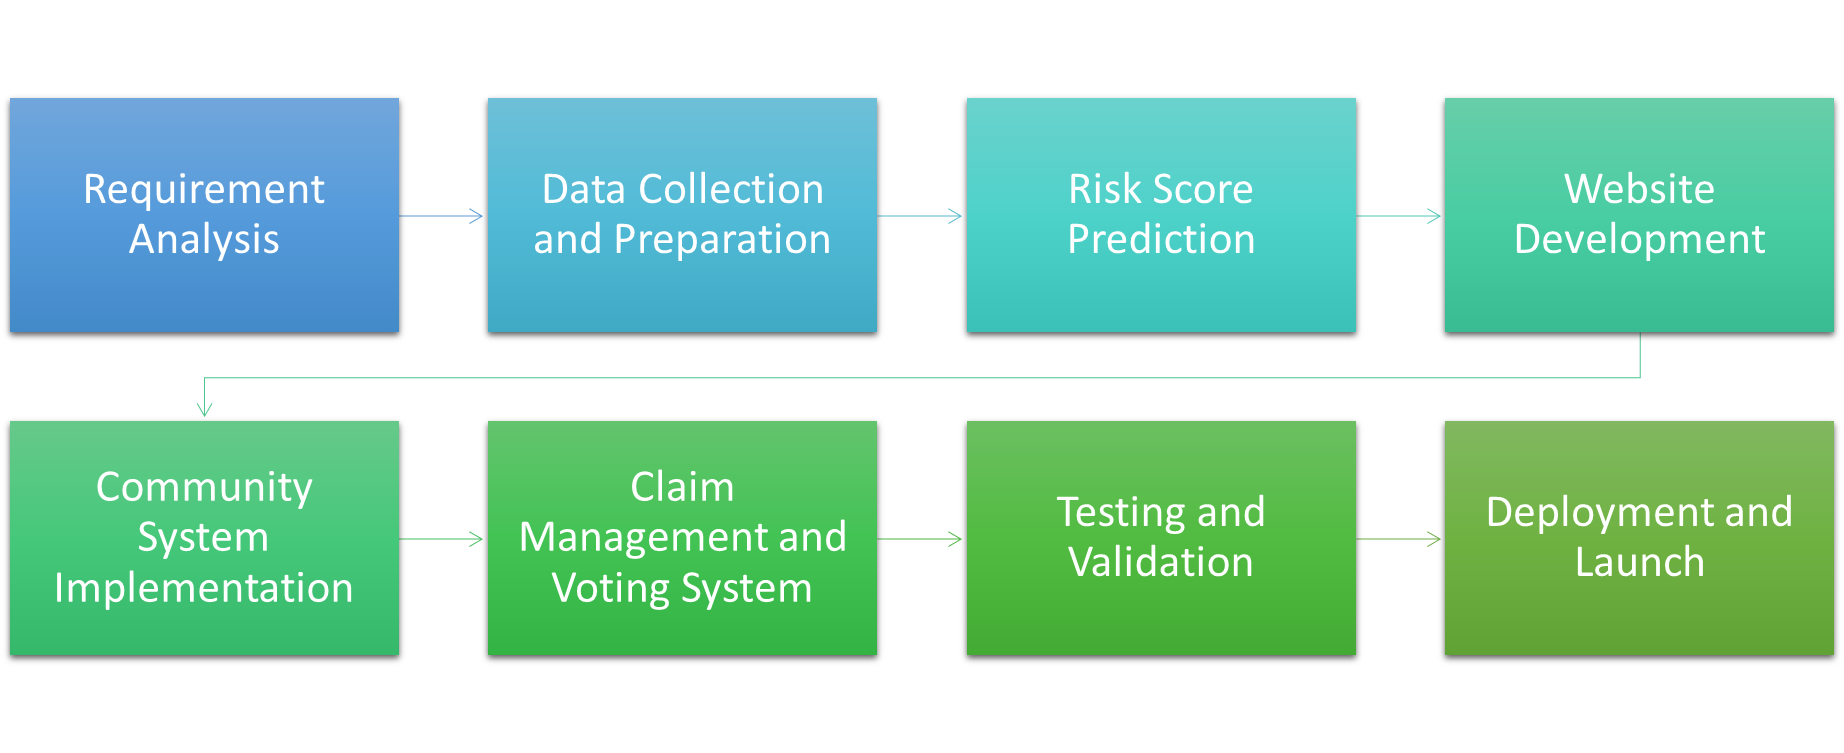 Requirement
Analysis
Data Collection
and Preparation
Risk Score
Prediction
Website
Development
Community
System
Implementation
Claim
Management and
Voting System
Testing and
Validation
Deployment and
Launch